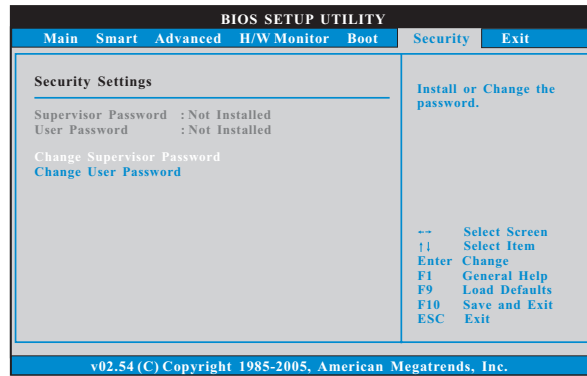 BIOS SETUP UTILITY
Main Smart Advanced H/W Monitor Boot Security Exit
Security Settings
Supervisor Password : Not Installed
User Password : Not Installed
Change Supervisor Password
Change User Password
Install or Change the
password.
←→ Select Screen
↑↓ Select Item
Enter Change
F1 General Help
F9 Load Defaults
F10 Save and Exit
ESC Exit
v02.54 (C) Copyright 1985-2005, American Megatrends, Inc.